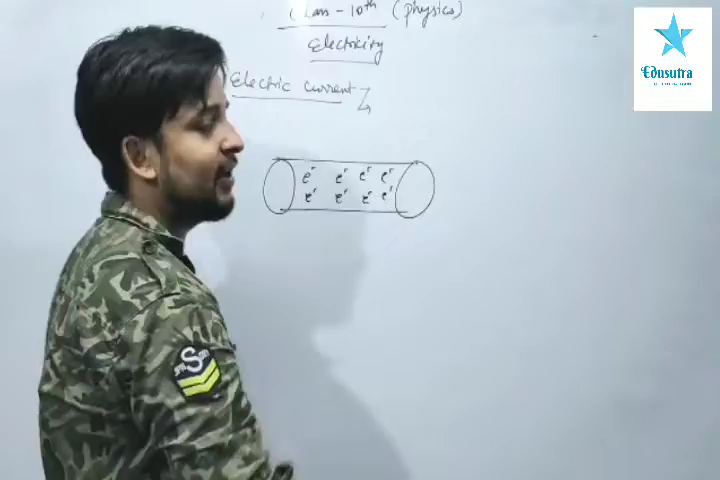 Class - 10th (Physics)
Electricity
Electric current
e⁻ e⁻ e⁻ e⁻
e⁻ e⁻ e⁻ e⁻
Edusutra
S